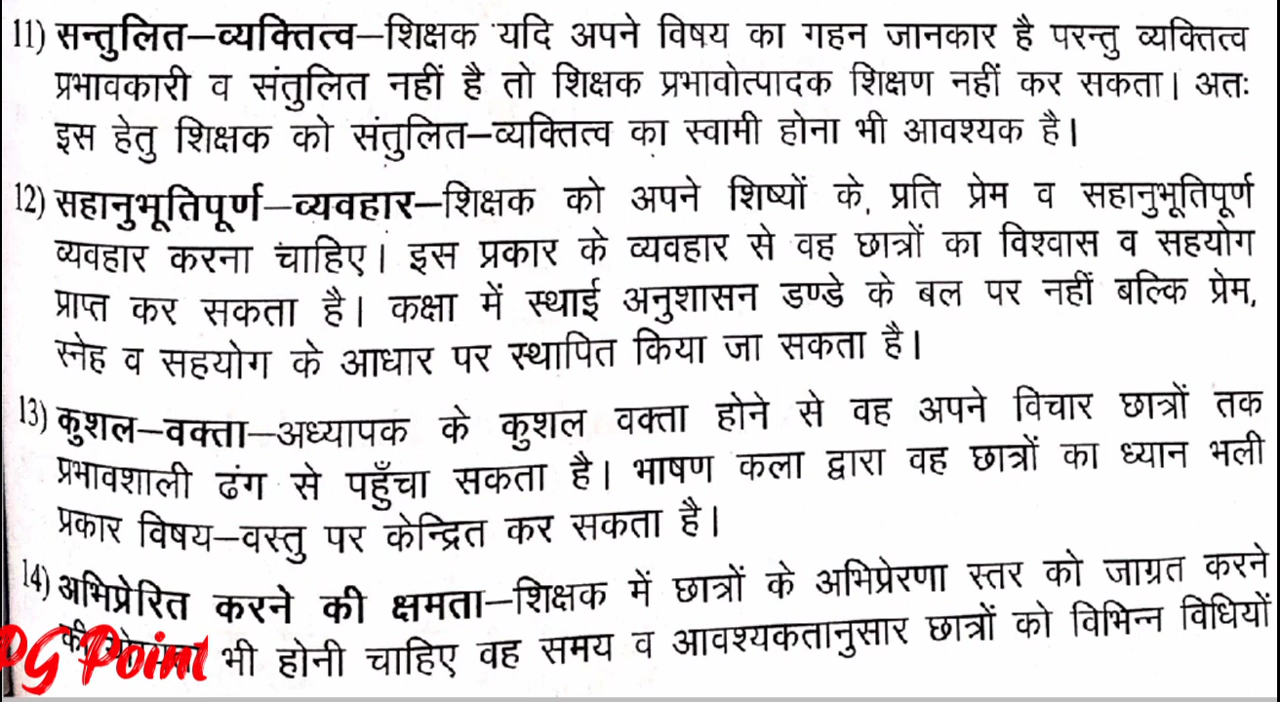 11) सन्तुलित–व्यक्तित्व–शिक्षक यदि अपने विषय का गहन जानकार है परन्तु व्यक्तित्व
प्रभावकारी व संतुलित नहीं है तो शिक्षक प्रभावोत्पादक शिक्षण नहीं कर सकता। अतः
इस हेतु शिक्षक को संतुलित–व्यक्तित्व का स्वामी होना भी आवश्यक है।
12) सहानुभूतिपूर्ण–व्यवहार–शिक्षक को अपने शिष्यों के प्रति प्रेम व सहानुभूतिपूर्ण
व्यवहार करना चाहिए। इस प्रकार के व्यवहार से वह छात्रों का विश्वास व सहयोग
प्राप्त कर सकता है। कक्षा में स्थाई अनुशासन डण्डे के बल पर नहीं बल्कि प्रेम,
स्नेह व सहयोग के आधार पर स्थापित किया जा सकता है।
13) कुशल–वक्ता–अध्यापक के कुशल वक्ता होने से वह अपने विचार छात्रों तक
प्रभावशाली ढंग से पहुँचा सकता है। भाषण कला द्वारा वह छात्रों का ध्यान भली
प्रकार विषय–वस्तु पर केन्द्रित कर सकता है।
14) अभिप्रेरित करने की क्षमता–शिक्षक में छात्रों के अभिप्रेरणा स्तर को जाग्रत करने
की भी होनी चाहिए वह समय व आवश्यकतानुसार छात्रों को विभिन्न विधियों
PG Point